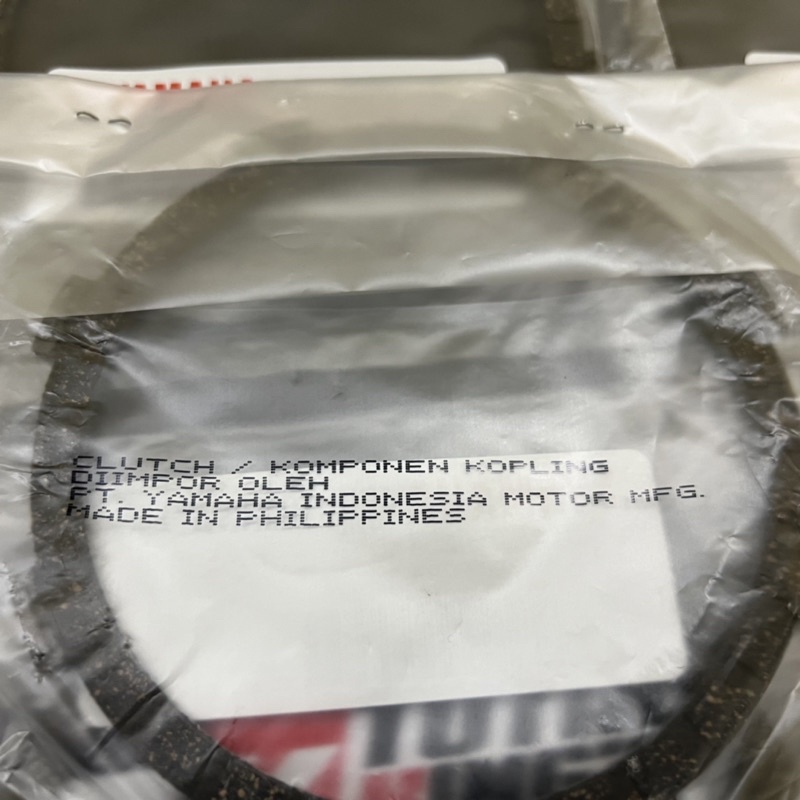 CLUTCH / KOMPONEN KOPLING
DIIMPOR OLEH
PT. YAMAHA INDONESIA MOTOR MFG.
MADE IN PHILIPPINES